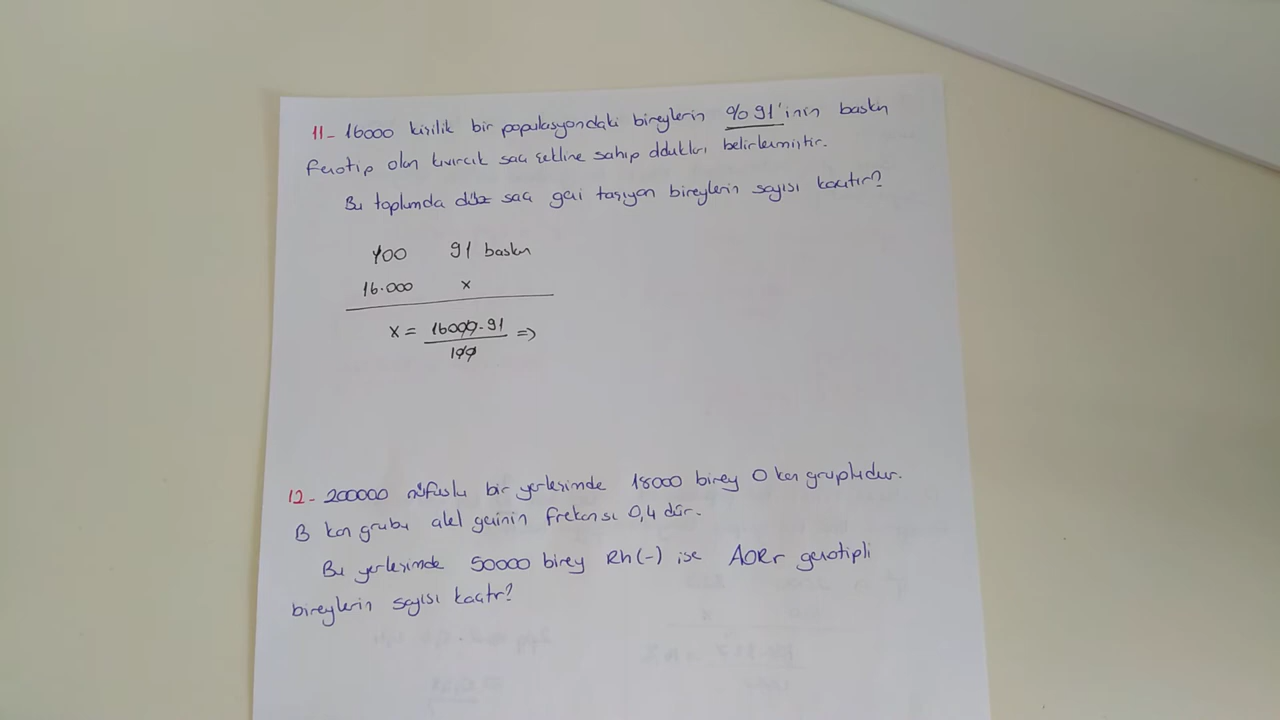 11- 16000 kişilik bir populasyondaki bireylerin %91'inin baskın
fenotip olan kıvırcık saç şekline sahip oldukları belirlenmiştir.
Bu toplumda düz saç geni taşıyan bireylerin sayısı kaçtır?
100 91 baskın
16.000 x
x = 16000.91 =>
100
12- 200000 nüfuslu bir yerleşimde 18000 birey 0 kan grupludur.
B kan grubu alel geninin frekansı 0,4 dür.
Bu yerleşimde 50000 birey Rh(-) ise AORr genotipli
bireylerin sayısı kaçtır?